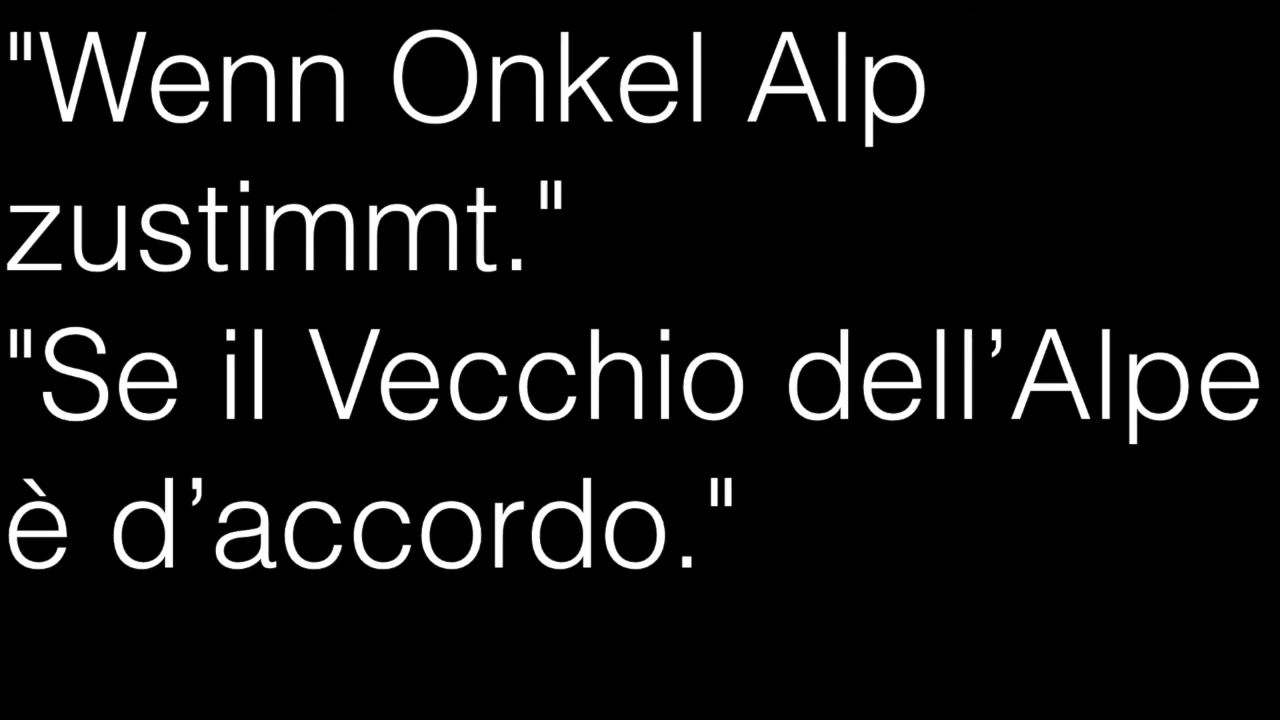 "Wenn Onkel Alp
zustimmt."
"Se il Vecchio dell’Alpe
è d’accordo."